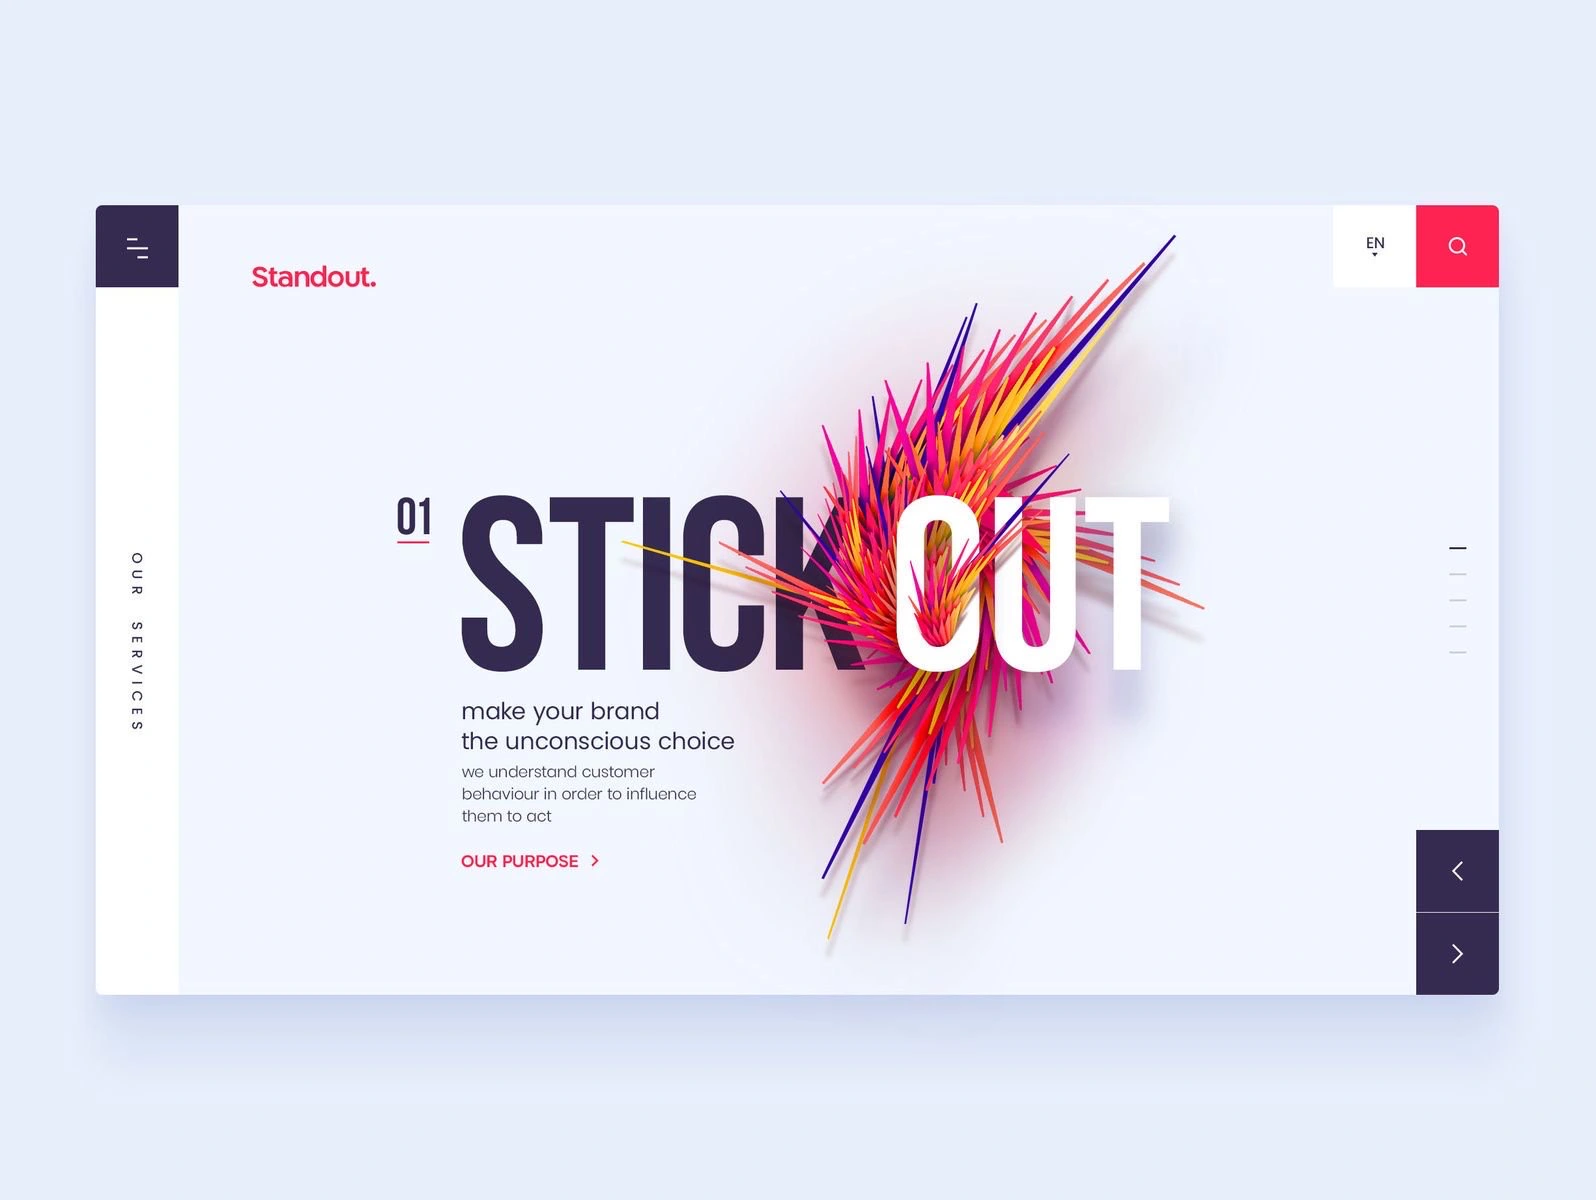 Standout.
EN
01
STICK OUT
OUR SERVICES
make your brand
the unconscious choice
we understand customer
behaviour in order to influence
them to act
OUR PURPOSE